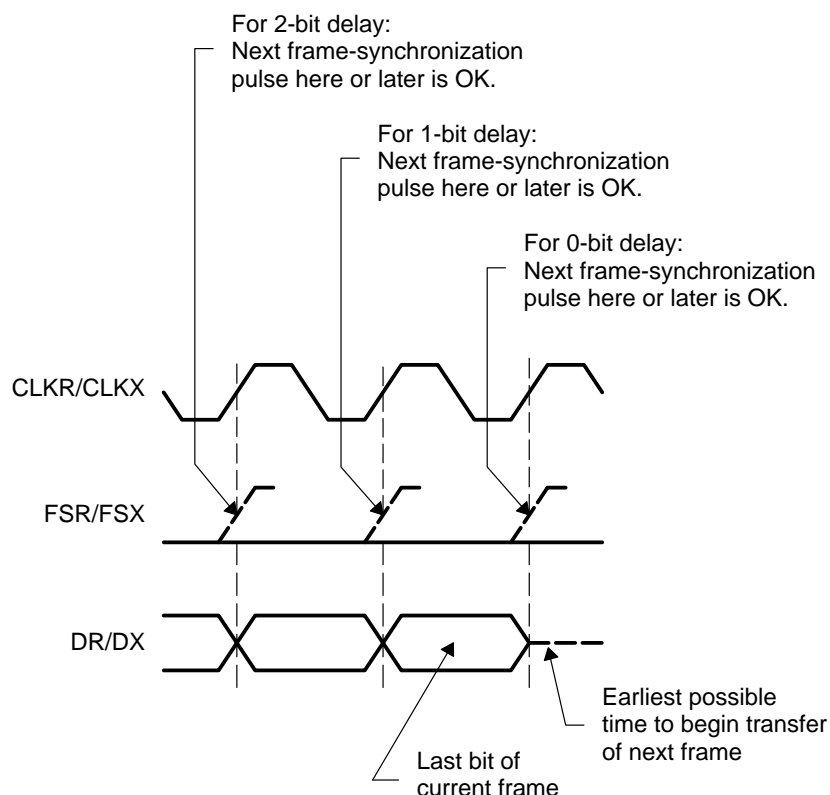 For 2-bit delay:
Next frame-synchronization
pulse here or later is OK.
For 1-bit delay:
Next frame-synchronization
pulse here or later is OK.
For 0-bit delay:
Next frame-synchronization
pulse here or later is OK.
CLKR/CLKX
FSR/FSX
DR/DX
Earliest possible
time to begin transfer
of next frame
Last bit of
current frame